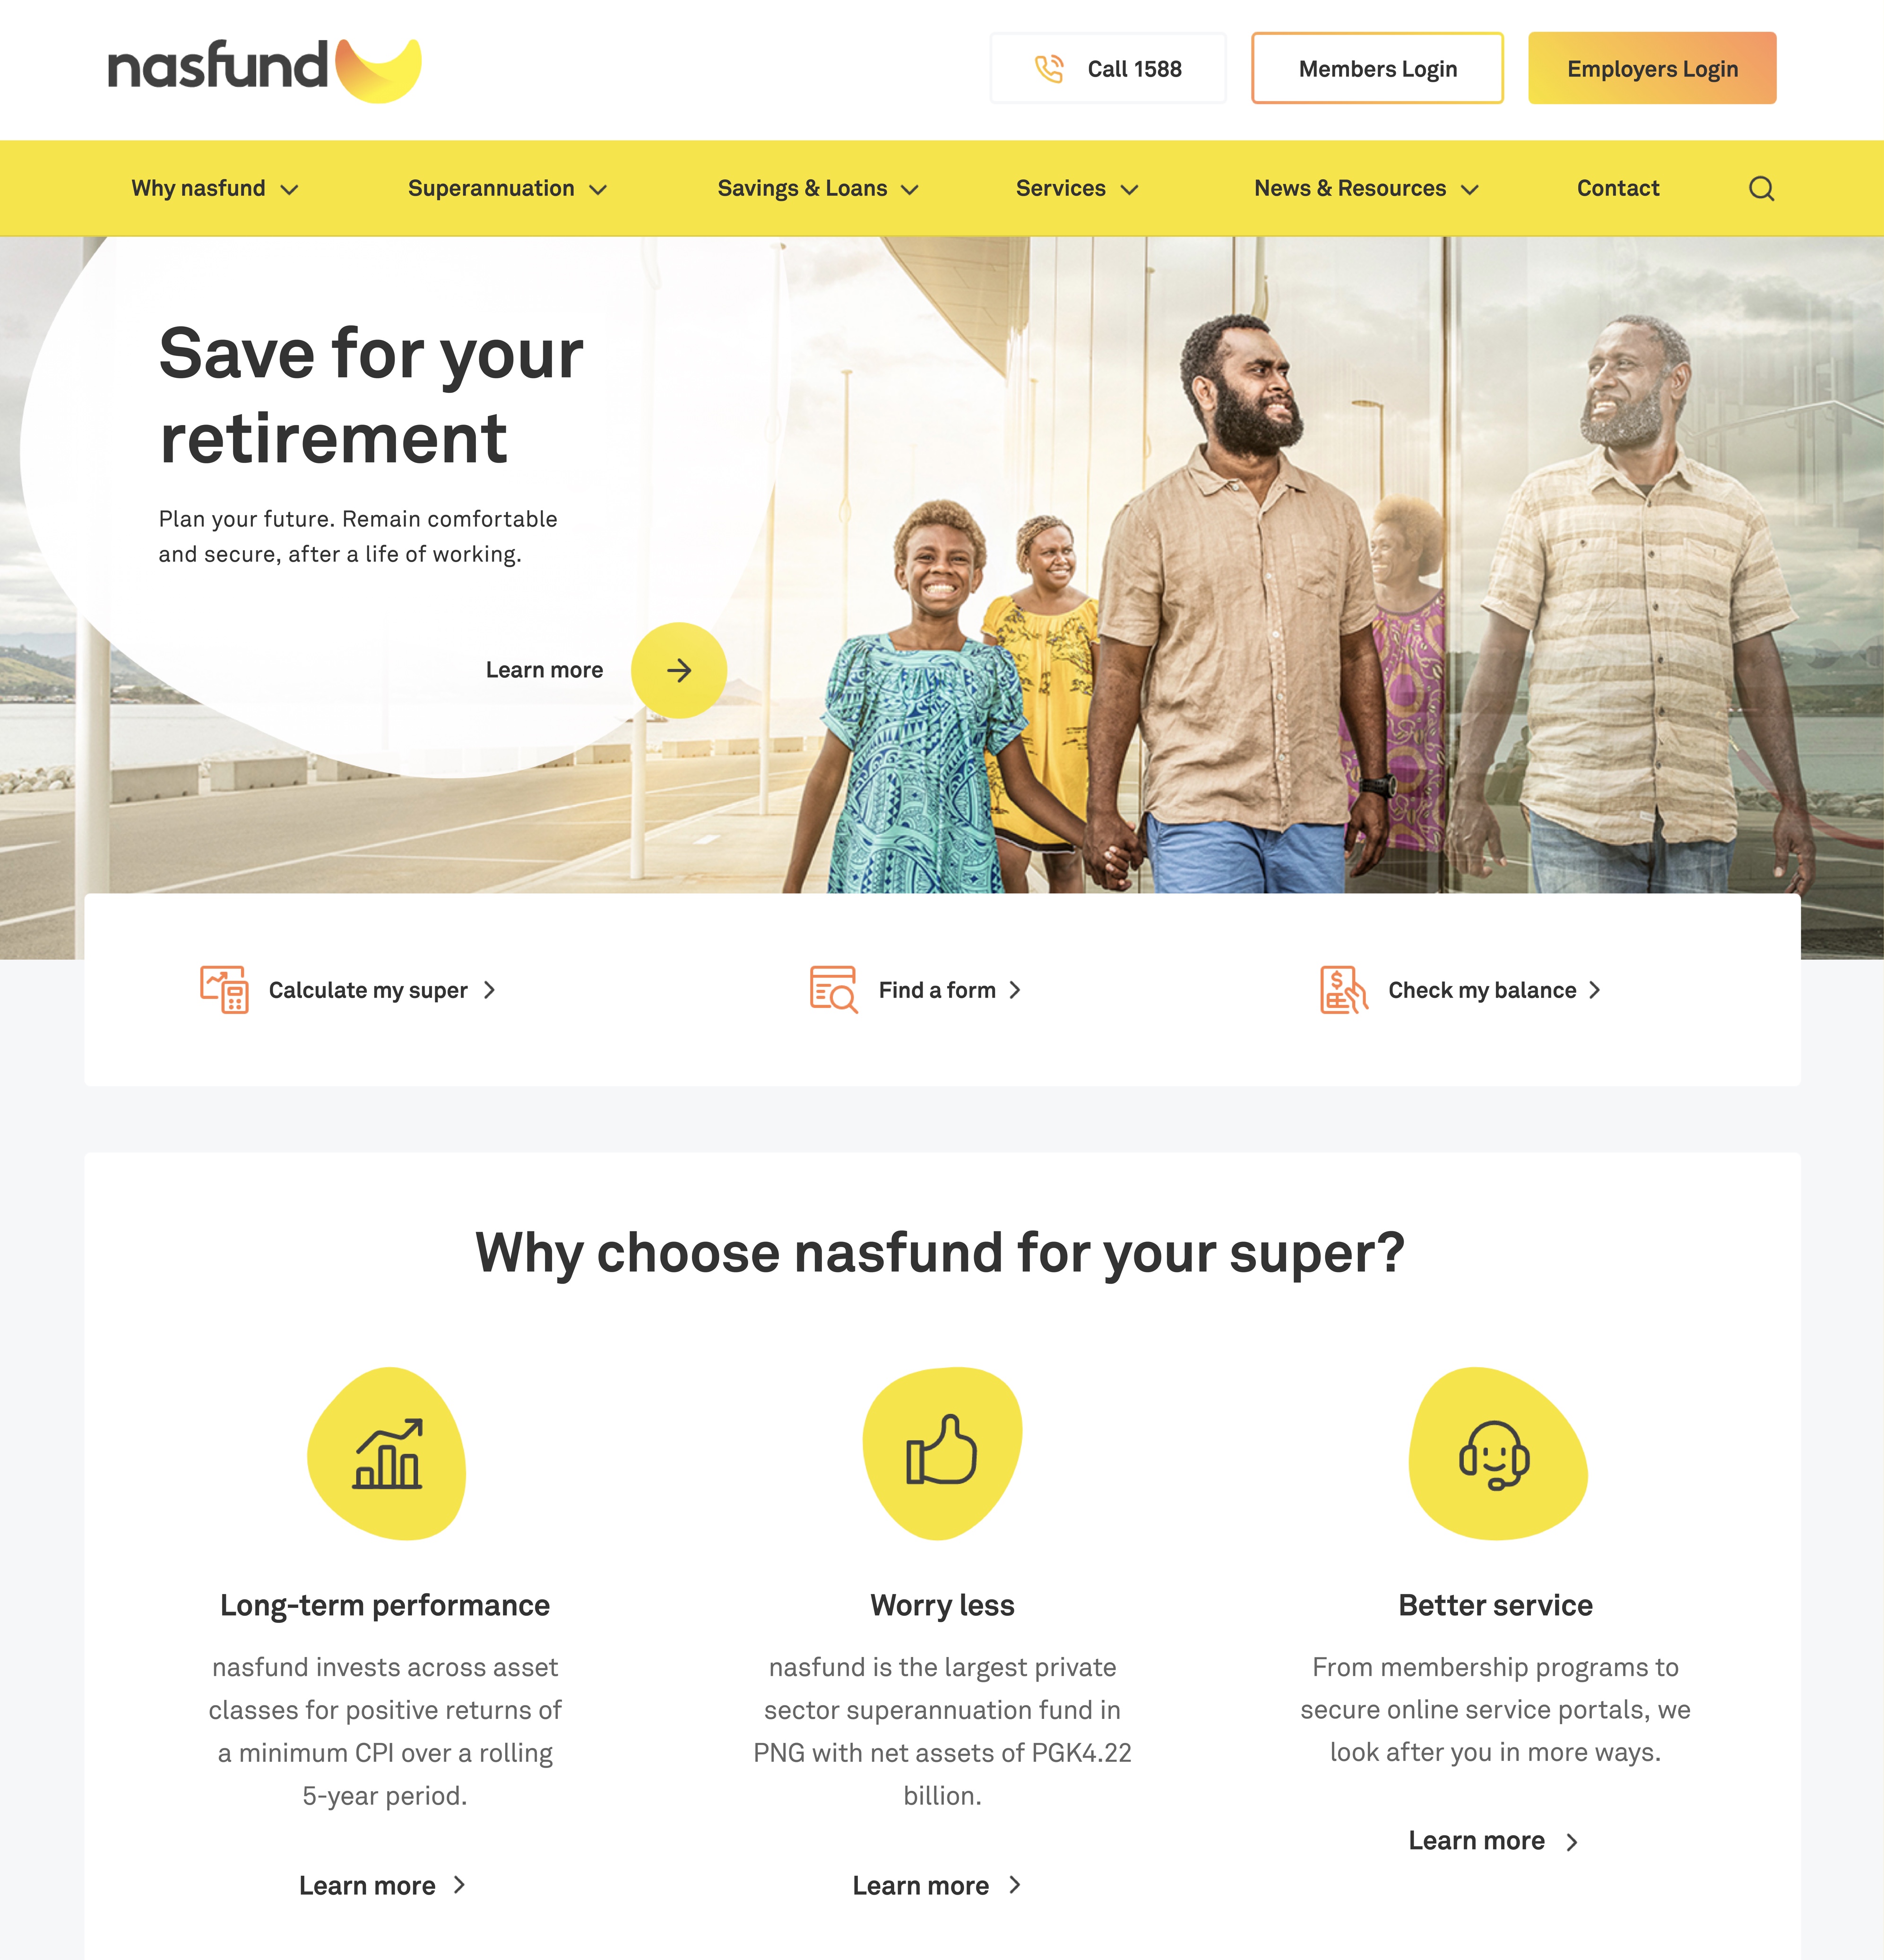 nasfund
Call 1588
Members Login
Employers Login
Why nasfund
Superannuation
Savings & Loans
Services
News & Resources
Contact
Save for your
retirement
Plan your future. Remain comfortable
and secure, after a life of working.
Learn more
Calculate my super
Find a form
Check my balance
Why choose nasfund for your super?
Long-term performance
nasfund invests across asset
classes for positive returns of
a minimum CPI over a rolling
5-year period.
Learn more
Worry less
nasfund is the largest private
sector superannuation fund in
PNG with net assets of PGK4.22
billion.
Learn more
Better service
From membership programs to
secure online service portals, we
look after you in more ways.
Learn more